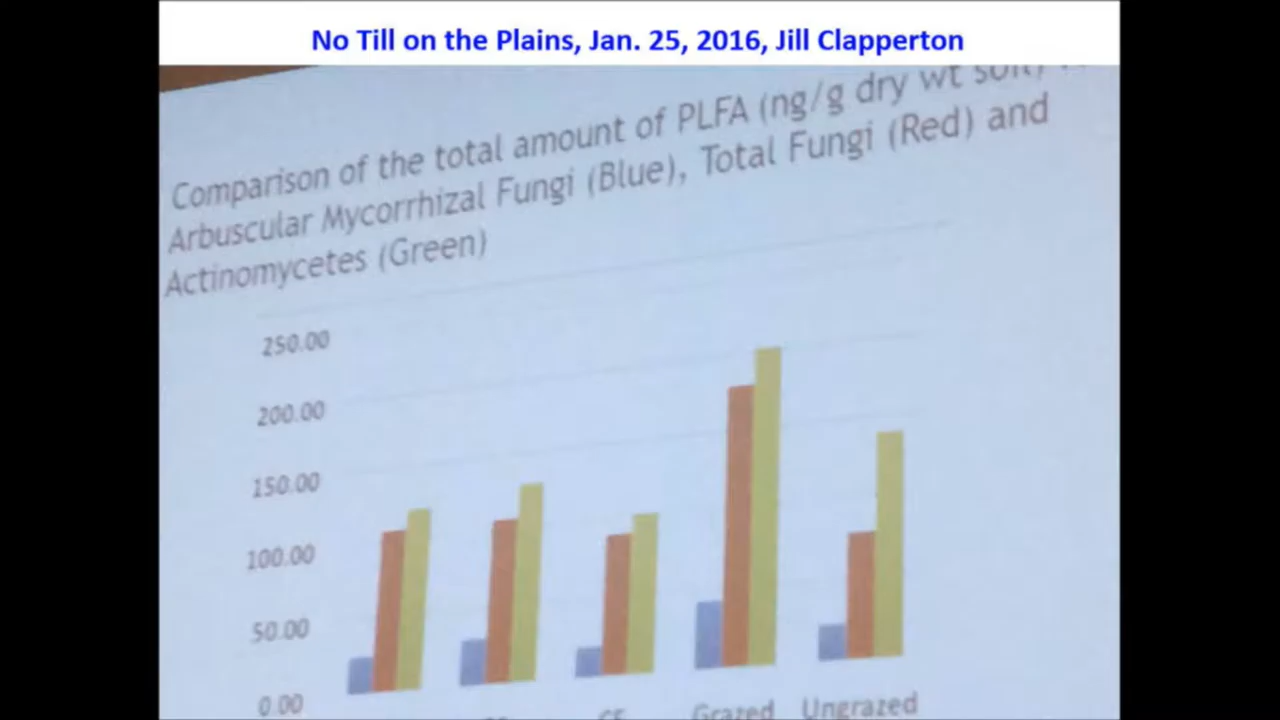 No Till on the Plains, Jan. 25, 2016, Jill Clapperton
Comparison of the total amount of PLFA (ng/g dry wt soil)
Arbuscular Mycorrhizal Fungi (Blue), Total Fungi (Red) and
Actinomycetes (Green)
250.00
200.00
150.00
100.00
50.00
0.00
Grazed Ungrazed